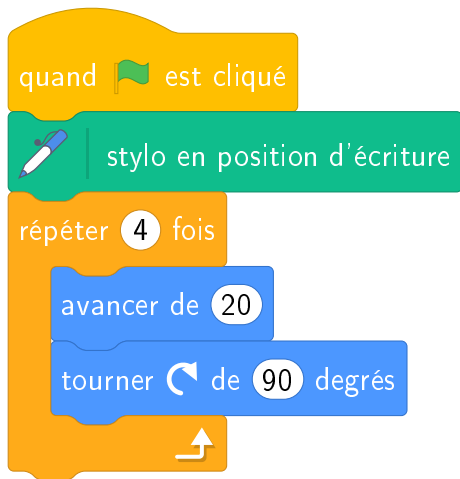 quand est cliqué
stylo en position d'écriture
répéter 4 fois
avancer de 20
tourner de 90 degrés